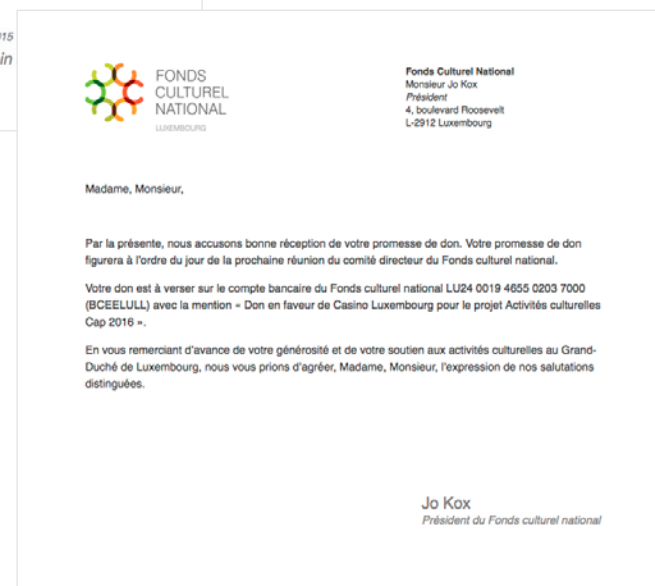 015
in
FONDS
CULTUREL
NATIONAL
LUXEMBOURG
Fonds Culturel National
Monsieur Jo Kox
Président
4, boulevard Roosevelt
L-2912 Luxembourg
Madame, Monsieur,
Par la présente, nous accusons bonne réception de votre promesse de don. Votre promesse de don
figurera à l'ordre du jour de la prochaine réunion du comité directeur du Fonds culturel national.
Votre don est à verser sur le compte bancaire du Fonds culturel national LU24 0019 4655 0203 7000
(BCEELULL) avec la mention « Don en faveur de Casino Luxembourg pour le projet Activités culturelles
Cap 2016 ».
En vous remerciant d'avance de votre générosité et de votre soutien aux activités culturelles au Grand-
Duché de Luxembourg, nous vous prions d'agréer, Madame, Monsieur, l'expression de nos salutations
distinguées.
Jo Kox
Président du Fonds culturel national